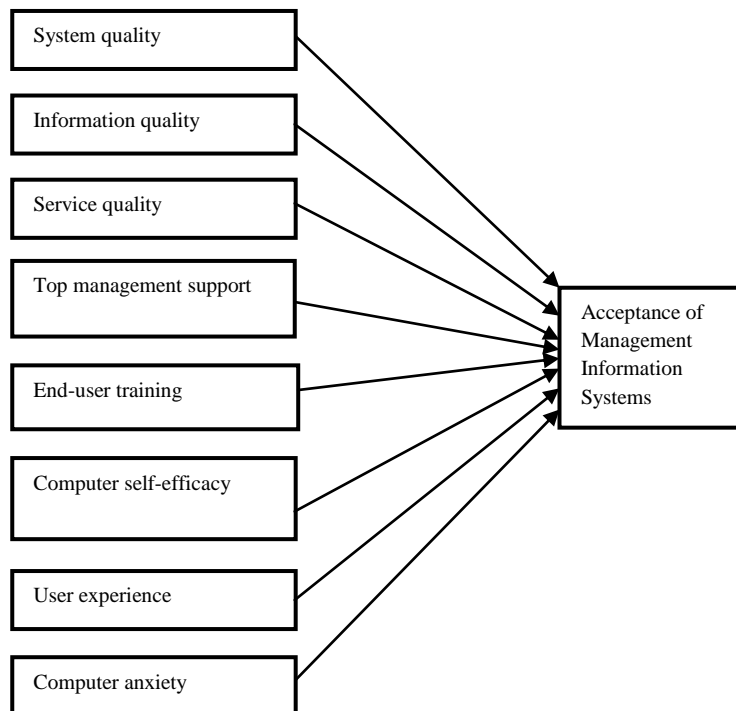 System quality
Information quality
Service quality
Top management support
End-user training
Computer self-efficacy
User experience
Computer anxiety
Acceptance of
Management
Information
Systems